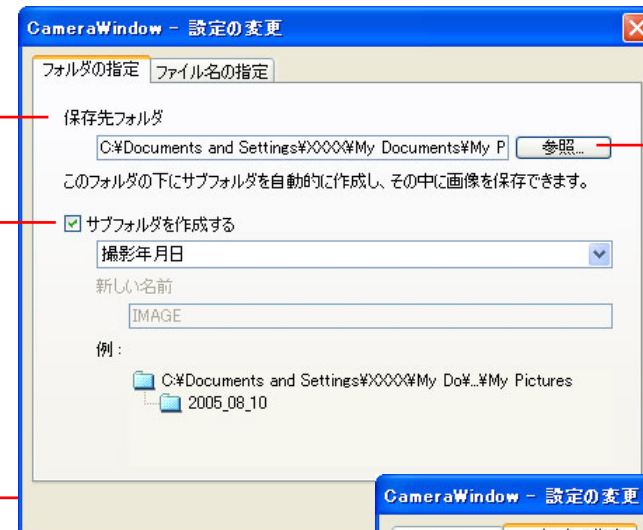 CameraWindow - 設定の変更
フォルダの指定 ファイル名の指定
保存先フォルダ
C:¥Documents and Settings¥XXXX¥My Documents¥My P 参照...
このフォルダの下にサブフォルダを自動的に作成し、その中に画像を保存できます。
サブフォルダを作成する
撮影年月日
新しい名前
IMAGE
例：
C:¥Documents and Settings¥XXXX¥My Do¥...¥My Pictures
2005_08_10
CameraWindow - 設定の変更